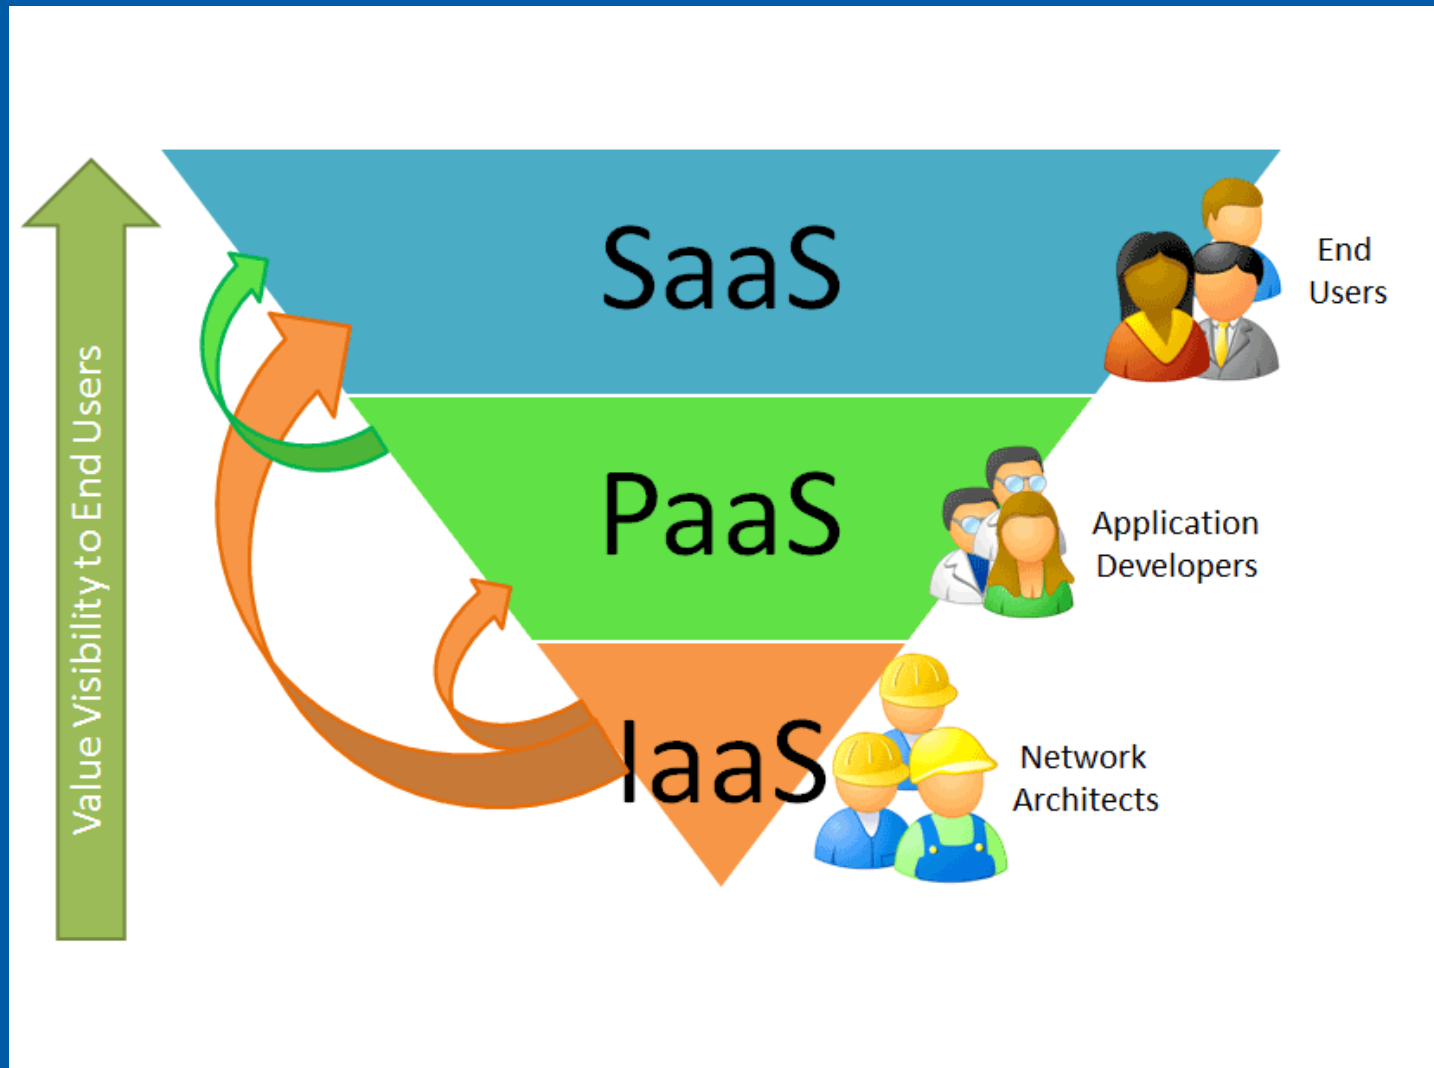 Value Visibility to End Users
SaaS
End
Users
PaaS
Application
Developers
IaaS
Network
Architects